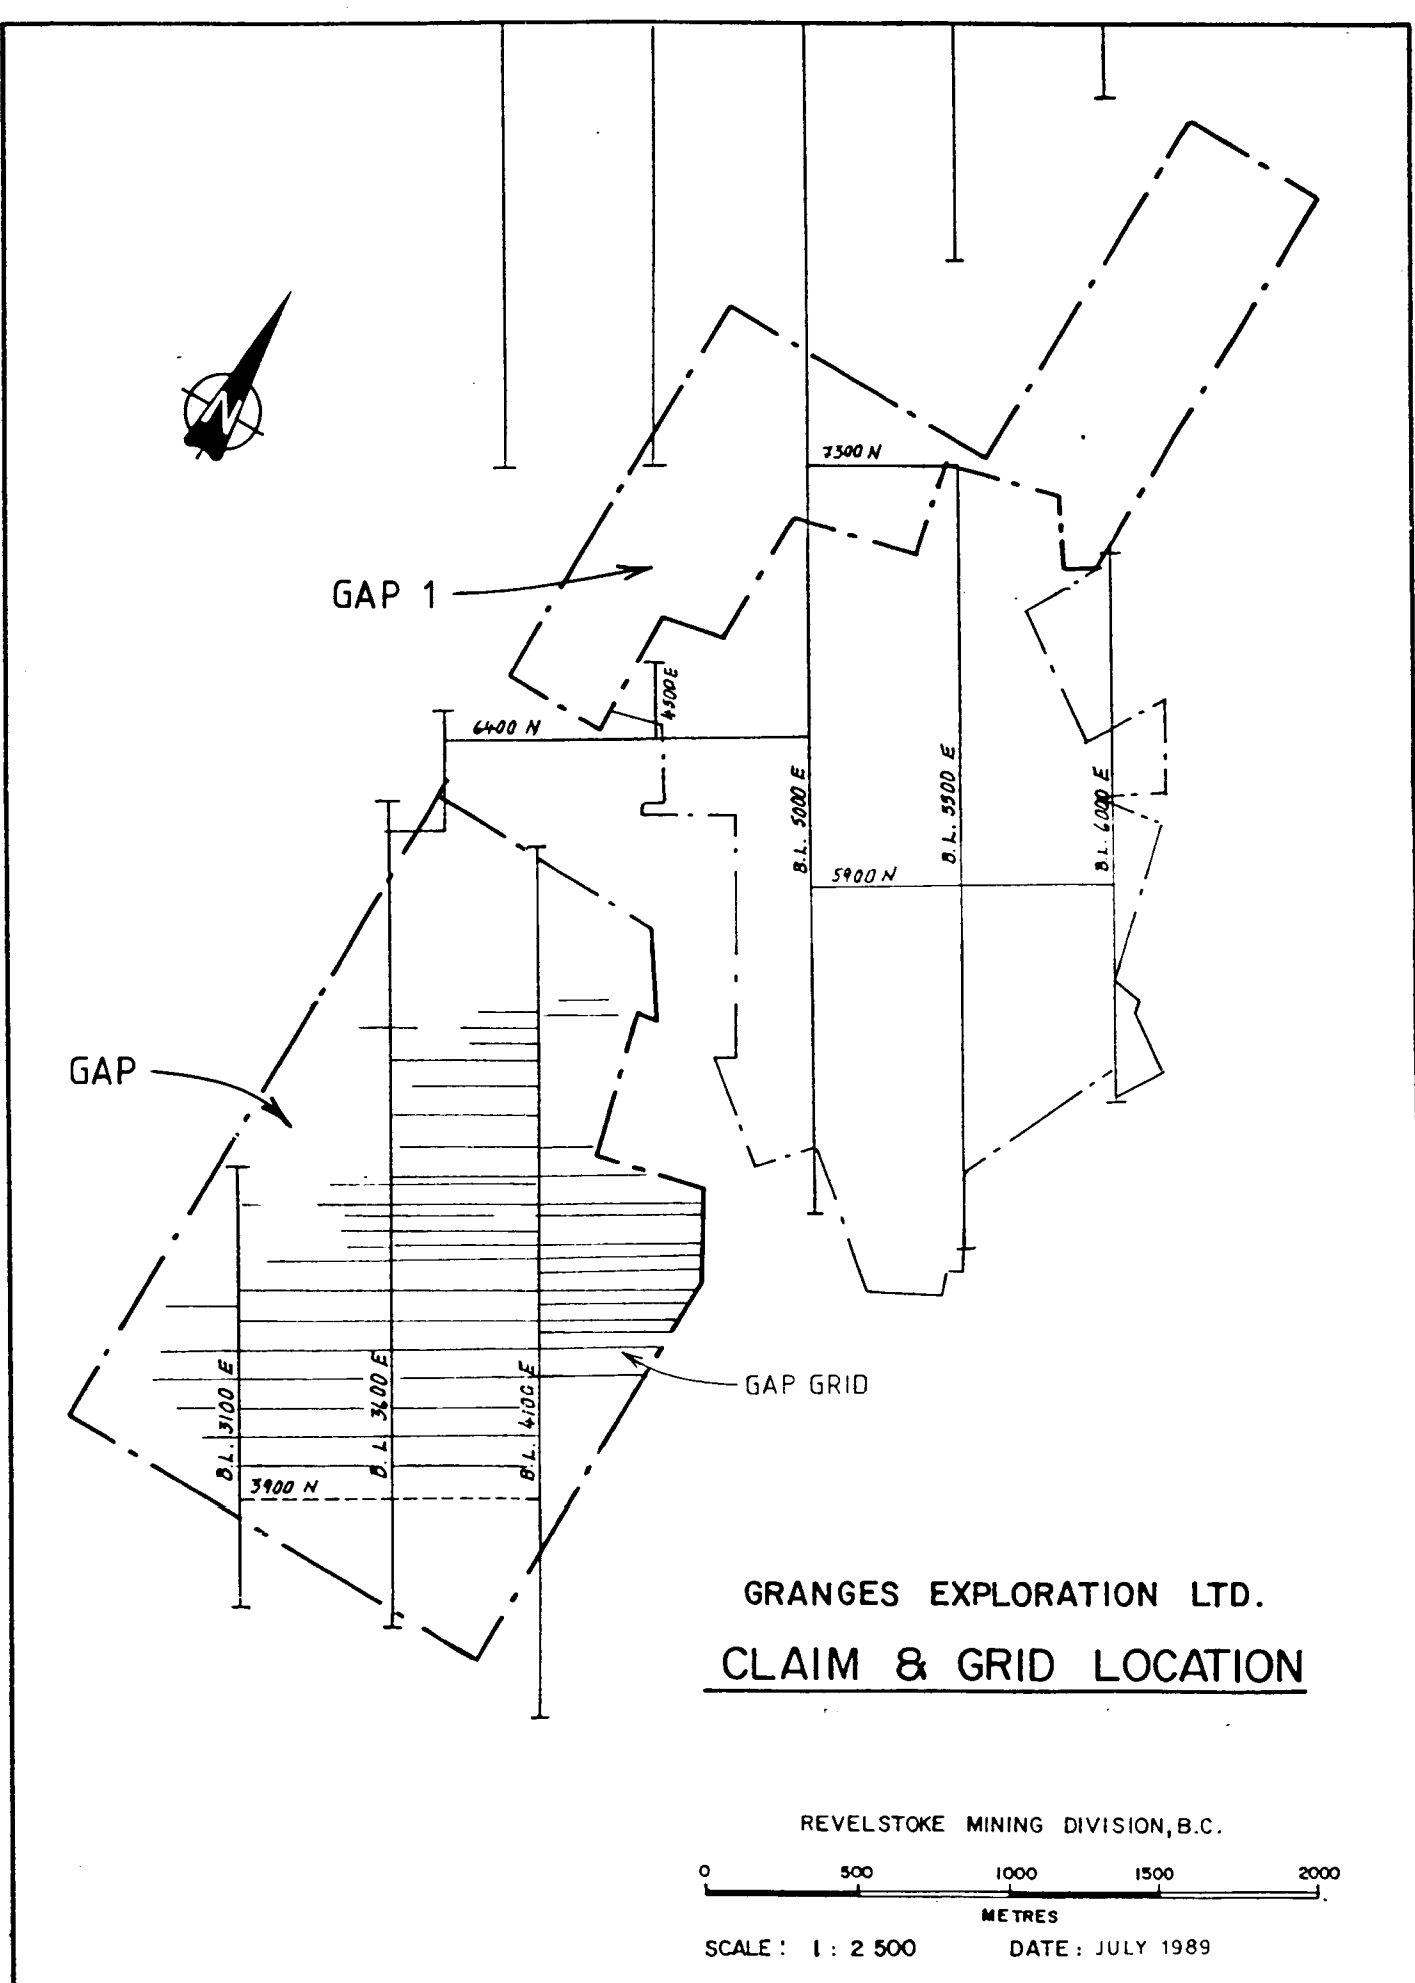 N
7300 N
GAP 1
4500 E
6400 N
B.L. 5000 E
B.L. 5500 E
B.L. 6000 E
5900 N
GAP
GAP GRID
B.L. 3100 E
B.L. 3600 E
B.L. 4100 E
3900 N
GRANGES EXPLORATION LTD.
CLAIM & GRID LOCATION
REVELSTOKE MINING DIVISION, B.C.
0 500 1000 1500 2000
METRES
SCALE : 1 : 2 500 DATE : JULY 1989